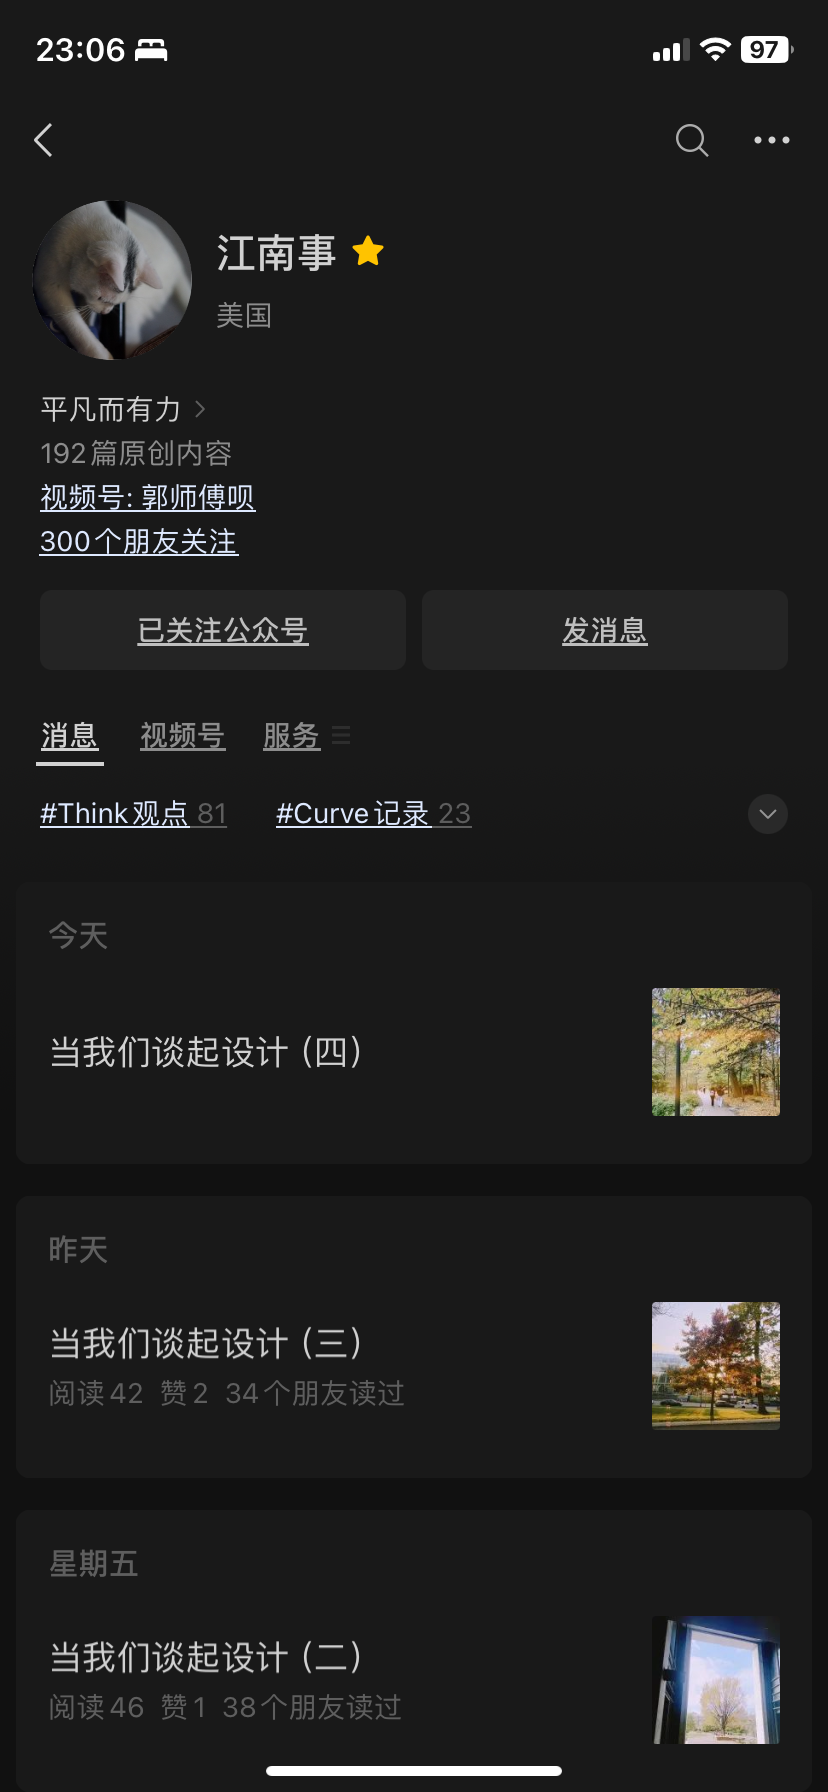 23:06
97
江南事
美国
平凡而有力
192篇原创内容
视频号: 郭师傅呗
300个朋友关注
已关注公众号
发消息
消息 视频号 服务
#Think观点 81 #Curve记录 23
今天
当我们谈起设计 (四)
昨天
当我们谈起设计 (三)
阅读42 赞2 34个朋友读过
星期五
当我们谈起设计 (二)
阅读46 赞1 38个朋友读过